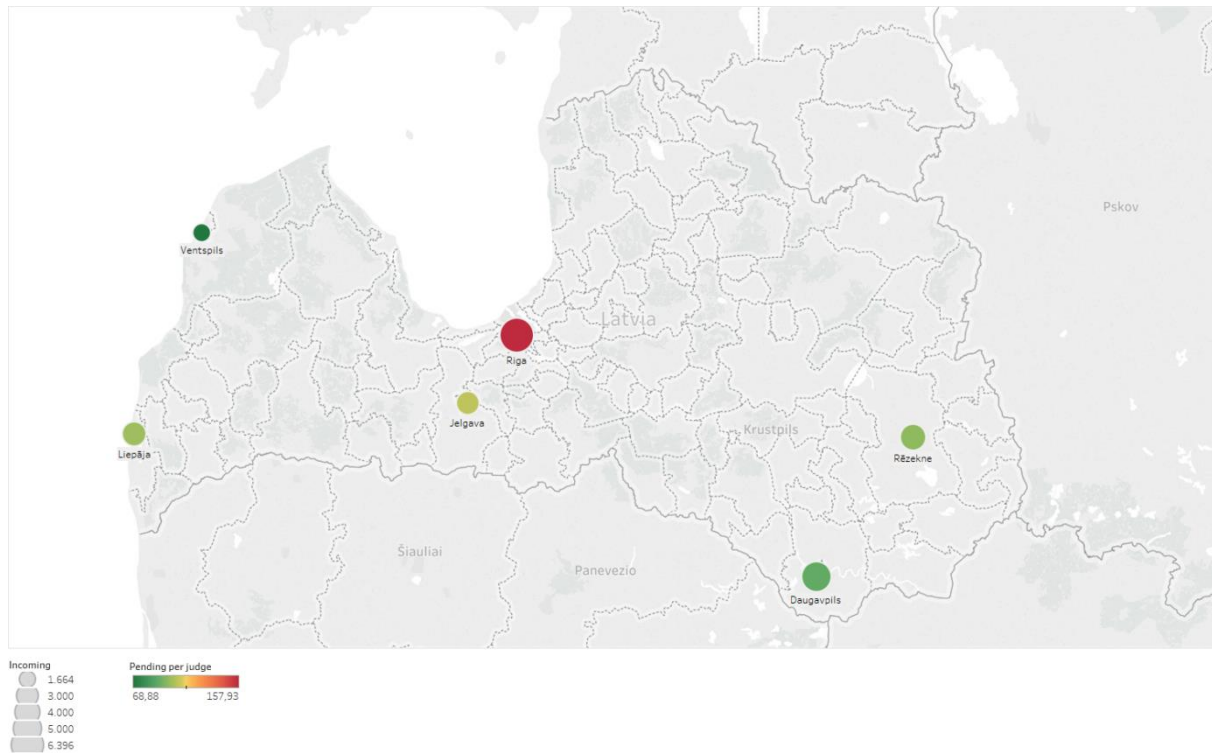 Pskov
Ventspils
Latvia
Riga
Jelgava
Krustpils
Liepāja
Rēzekne
Šiauliai
Panevezio
Daugavpils
Incoming
1.664
3.000
4.000
5.000
6.396
Pending per judge
68,88 157,93